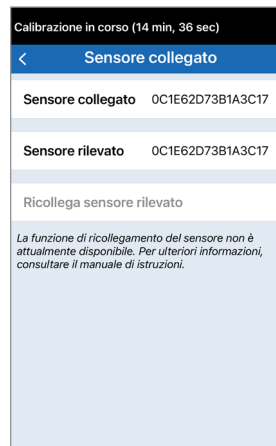 Calibrazione in corso (14 min, 36 sec)
Sensore collegato
Sensore collegato 0C1E62D73B1A3C17
Sensore rilevato 0C1E62D73B1A3C17
Ricollega sensore rilevato
La funzione di ricollegamento del sensore non è
attualmente disponibile. Per ulteriori informazioni,
consultare il manuale di istruzioni.